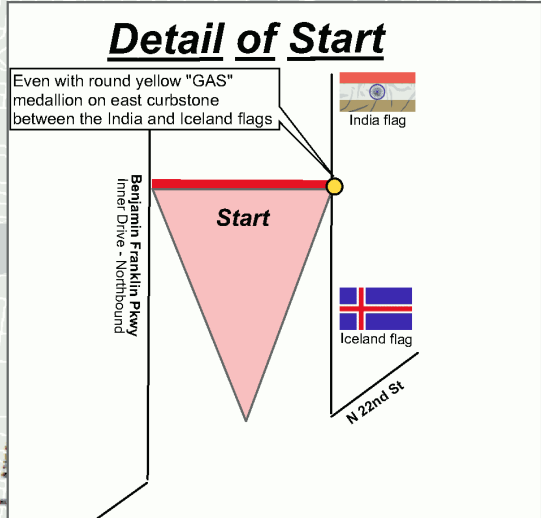 Detail of Start
Even with round yellow "GAS"
medallion on east curbstone
between the India and Iceland flags
India flag
Start
Benjamin Franklin Pkwy
Inner Drive - Northbound
Iceland flag
N 22nd St